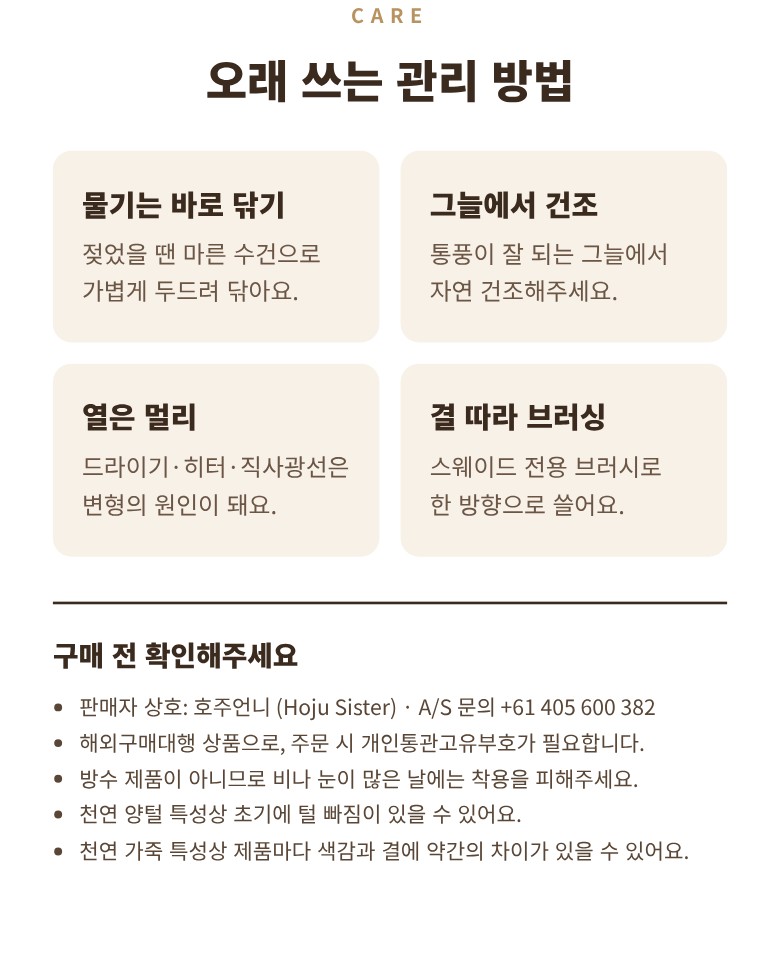 CARE
오래 쓰는 관리 방법
물기는 바로 닦기
젖었을 땐 마른 수건으로
가볍게 두드려 닦아요.
그늘에서 건조
통풍이 잘 되는 그늘에서
자연 건조해주세요.
열은 멀리
드라이기·히터·직사광선은
변형의 원인이 돼요.
결 따라 브러싱
스웨이드 전용 브러시로
한 방향으로 쓸어요.
구매 전 확인해주세요
• 판매자 상호: 호주언니 (Hoju Sister) · A/S 문의 +61 405 600 382
• 해외구매대행 상품으로, 주문 시 개인통관고유부호가 필요합니다.
• 방수 제품이 아니므로 비나 눈이 많은 날에는 착용을 피해주세요.
• 천연 양털 특성상 초기에 털 빠짐이 있을 수 있어요.
• 천연 가죽 특성상 제품마다 색감과 결에 약간의 차이가 있을 수 있어요.